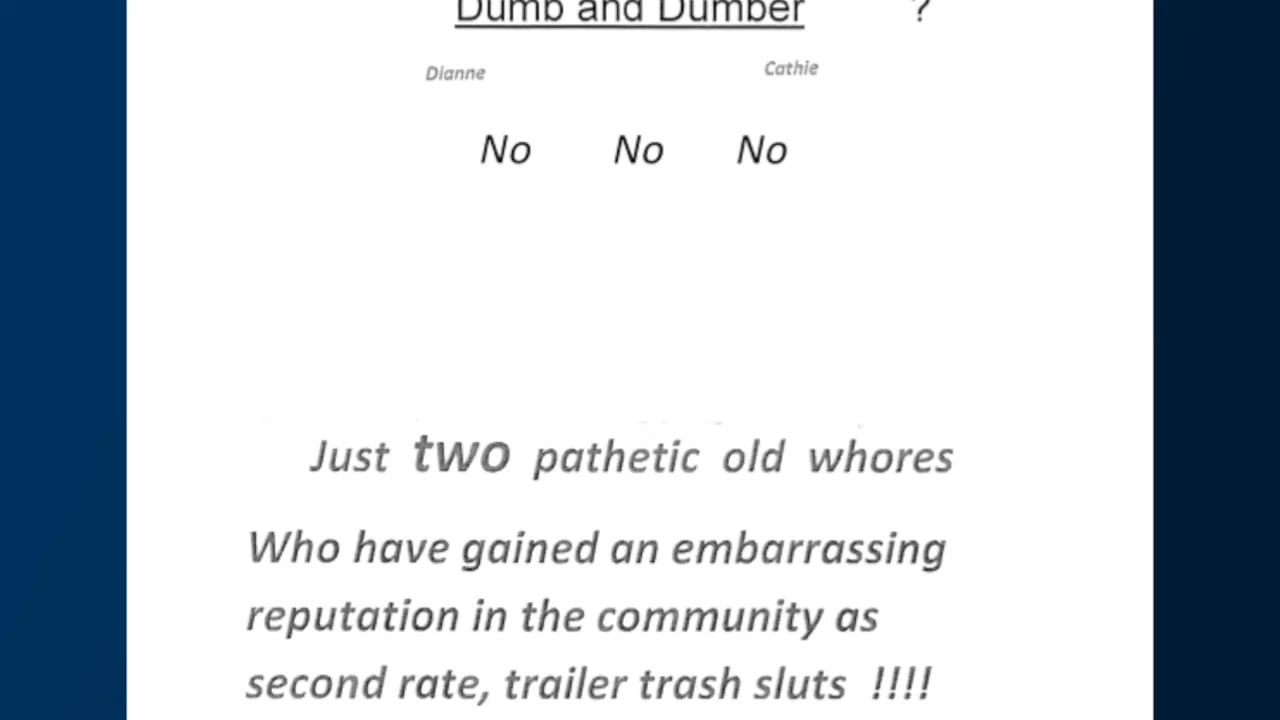 Dumb and Dumber ?
Dianne Cathie
No No No
Just two pathetic old whores
Who have gained an embarrassing
reputation in the community as
second rate, trailer trash sluts !!!!